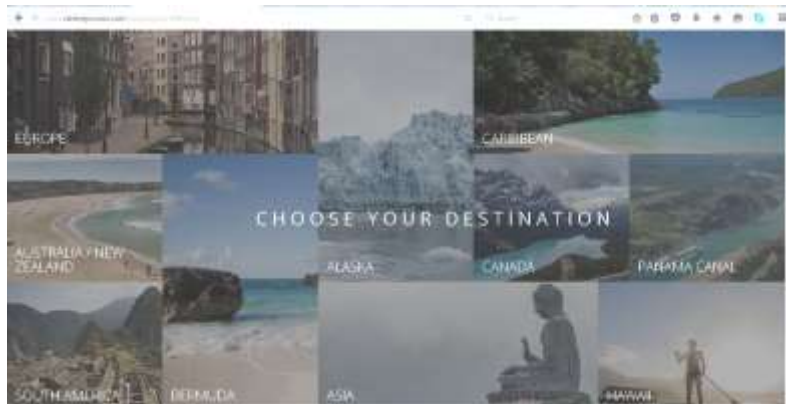 EUROPE
CARIBBEAN
CHOOSE YOUR DESTINATION
AUSTRALIA / NEW
ZEALAND
ALASKA
CANADA
PANAMA CANAL
SOUTH AMERICA
BERMUDA
ASIA
HAWAII